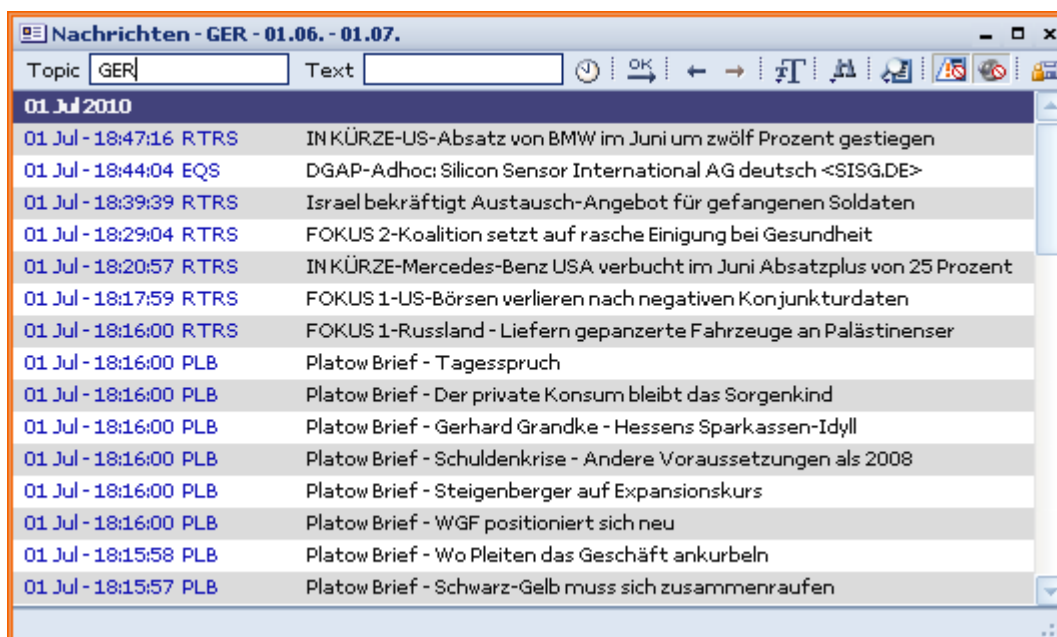 Nachrichten - GER - 01.06. - 01.07.
Topic GER Text OK T
01 Jul 2010
01 Jul - 18:47:16 RTRS IN KÜRZE-US-Absatz von BMW im Juni um zwölf Prozent gestiegen
01 Jul - 18:44:04 EQS DGAP-Adhoc: Silicon Sensor International AG deutsch <SISG.DE>
01 Jul - 18:39:39 RTRS Israel bekräftigt Austausch-Angebot für gefangenen Soldaten
01 Jul - 18:29:04 RTRS FOKUS 2-Koalition setzt auf rasche Einigung bei Gesundheit
01 Jul - 18:20:57 RTRS IN KÜRZE-Mercedes-Benz USA verbucht im Juni Absatzplus von 25 Prozent
01 Jul - 18:17:59 RTRS FOKUS 1-US-Börsen verlieren nach negativen Konjunkturdaten
01 Jul - 18:16:00 RTRS FOKUS 1-Russland - Liefern gepanzerte Fahrzeuge an Palästinenser
01 Jul - 18:16:00 PLB Platow Brief - Tagesspruch
01 Jul - 18:16:00 PLB Platow Brief - Der private Konsum bleibt das Sorgenkind
01 Jul - 18:16:00 PLB Platow Brief - Gerhard Grandke - Hessens Sparkassen-Idyll
01 Jul - 18:16:00 PLB Platow Brief - Schuldenkrise - Andere Voraussetzungen als 2008
01 Jul - 18:16:00 PLB Platow Brief - Steigenberger auf Expansionskurs
01 Jul - 18:16:00 PLB Platow Brief - WGF positioniert sich neu
01 Jul - 18:15:58 PLB Platow Brief - Wo Pleiten das Geschäft ankurbeln
01 Jul - 18:15:57 PLB Platow Brief - Schwarz-Gelb muss sich zusammenraufen